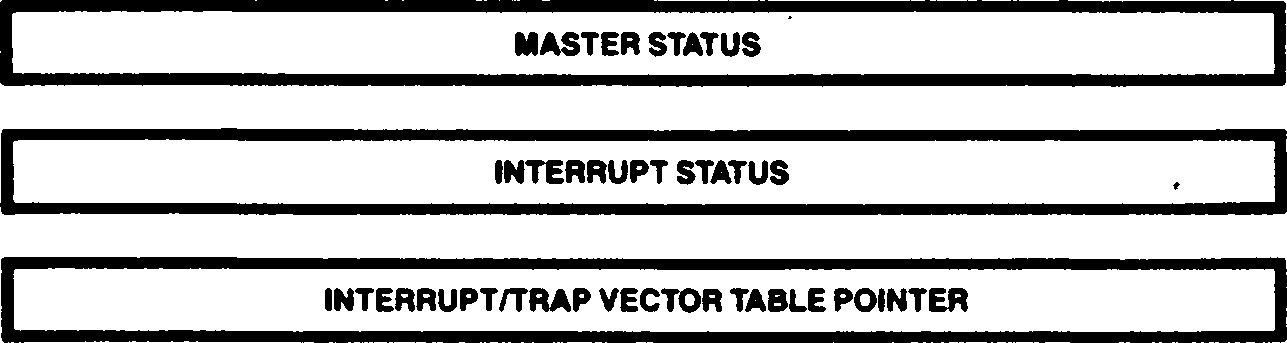 MASTER STATUS
INTERRUPT STATUS
INTERRUPT/TRAP VECTOR TABLE POINTER